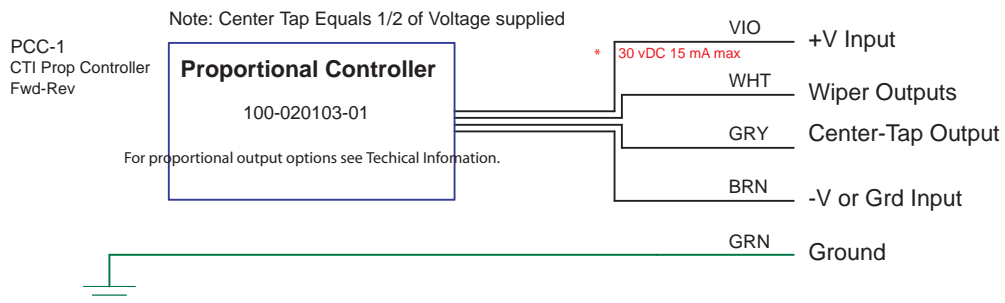 Note: Center Tap Equals 1/2 of Voltage supplied
PCC-1
CTI Prop Controller
Fwd-Rev
Proportional Controller
100-020103-01
For proportional output options see Techical Infomation.
VIO
+V Input
* 30 vDC 15 mA max
WHT
Wiper Outputs
GRY
Center-Tap Output
BRN
-V or Grd Input
GRN
Ground